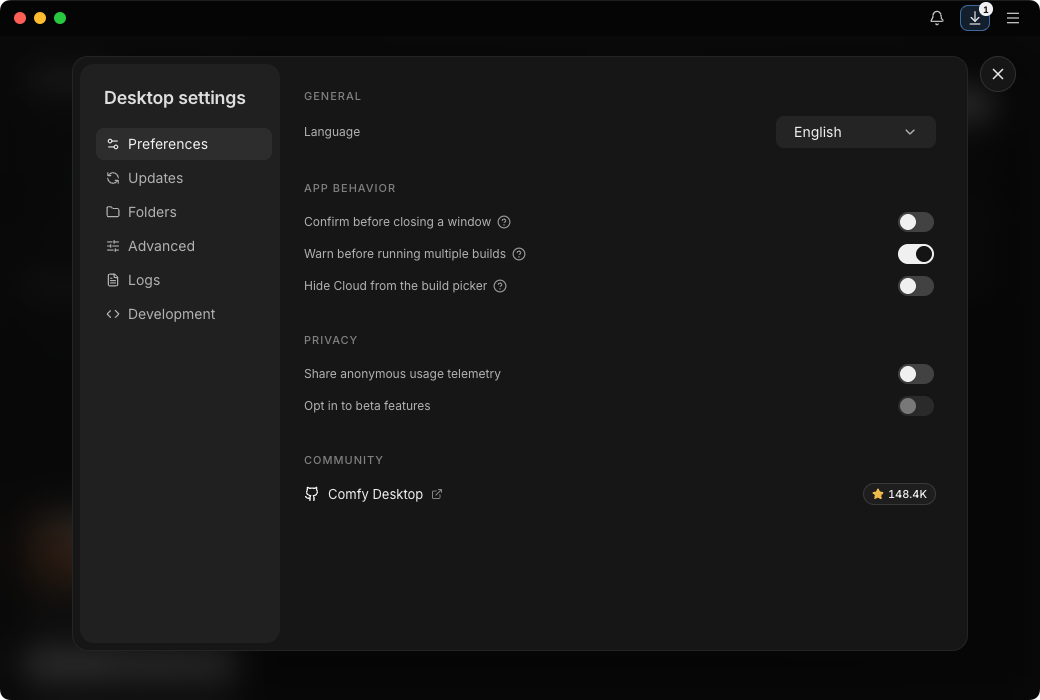 1
Desktop settings
Preferences
Updates
Folders
Advanced
Logs
Development
GENERAL
Language
English
APP BEHAVIOR
Confirm before closing a window
Warn before running multiple builds
Hide Cloud from the build picker
PRIVACY
Share anonymous usage telemetry
Opt in to beta features
COMMUNITY
Comfy Desktop
148.4K